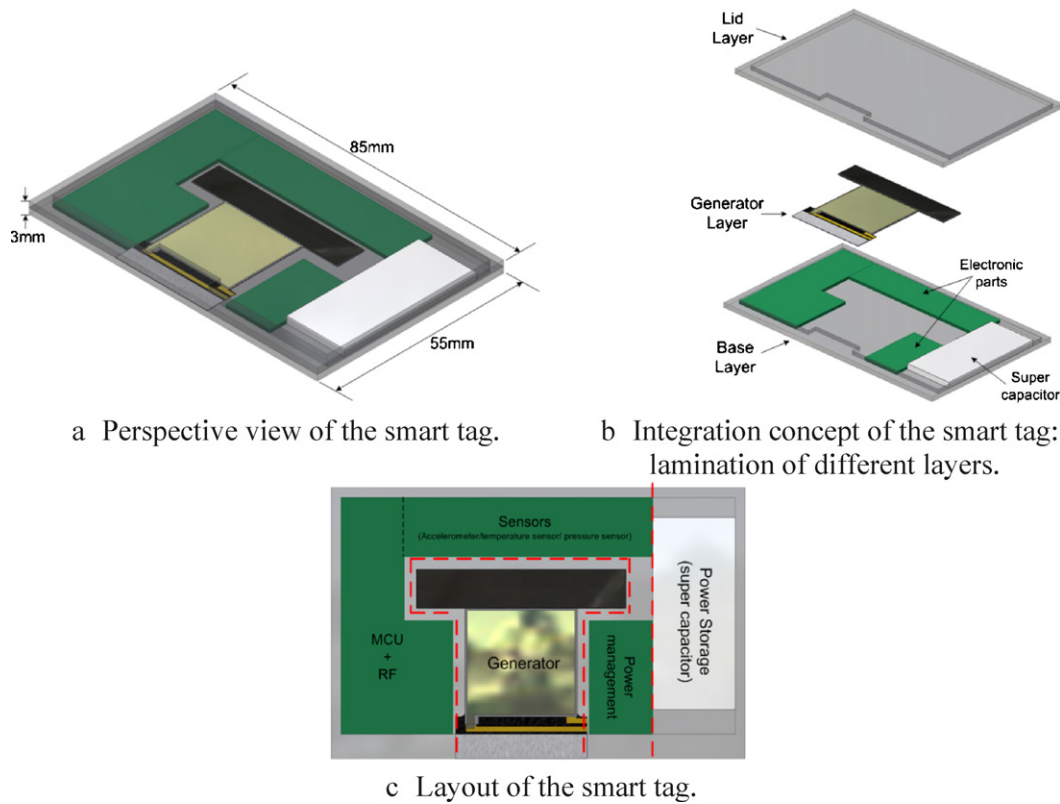 85mm
3mm
55mm
a Perspective view of the smart tag.
Lid
Layer
Generator
Layer
Electronic
parts
Base
Layer
Super
capacitor
b Integration concept of the smart tag:
lamination of different layers.
Sensors
(Accelerometer/temperature sensor/ pressure sensor)
MCU
+
RF
Generator
Power
management
Power Storage
(super capacitor)
c Layout of the smart tag.